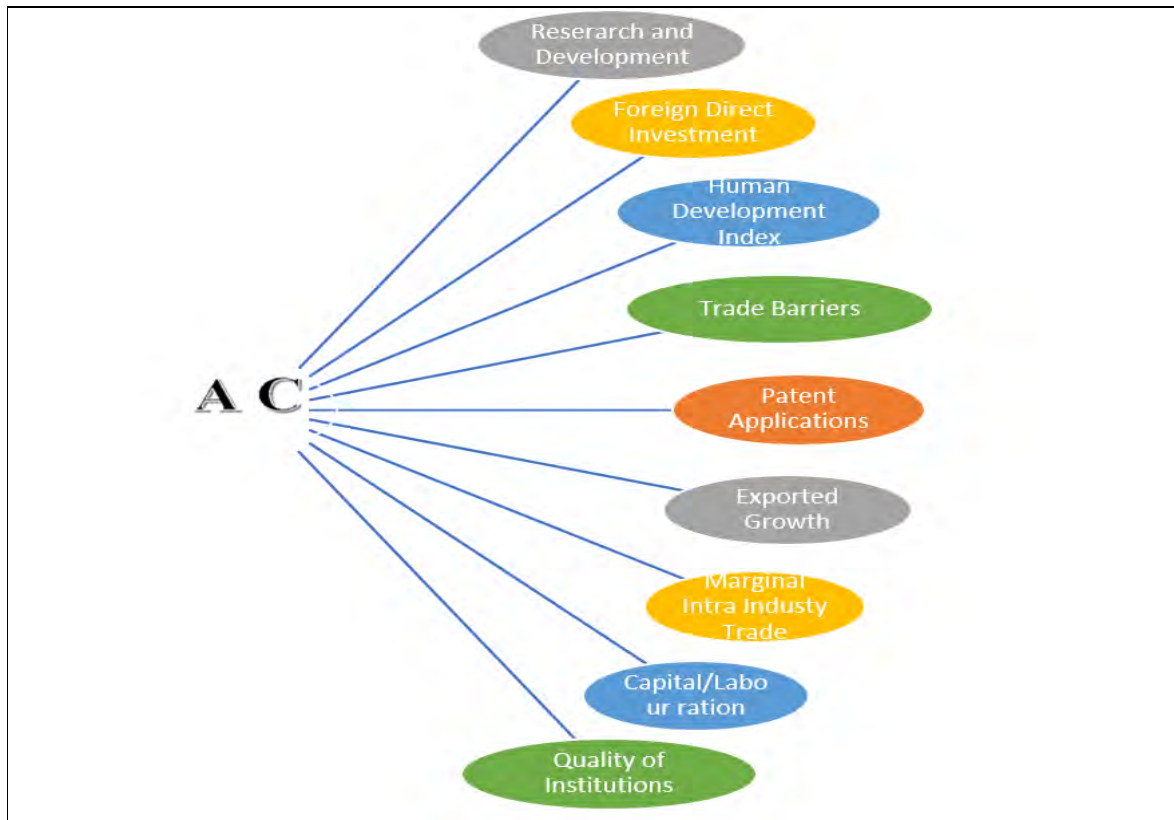 Reserarch and
Development
Foreign Direct
Investment
Human
Development
Index
Trade Barriers
A C
Patent
Applications
Exported
Growth
Marginal
Intra Industy
Trade
Capital/Labo
ur ration
Quality of
Institutions